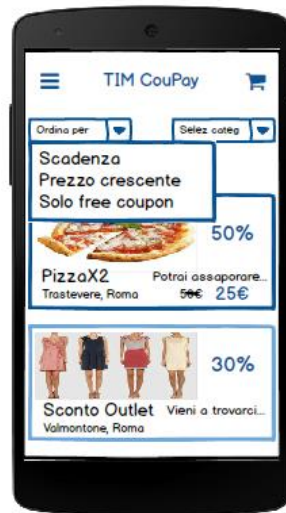 TIM CouPay
Ordina per Selez categ
Scadenza
Prezzo crescente
Solo free coupon
50%
PizzaX2 Potrai assaporare...
Trastevere, Roma 50€ 25€
30%
Sconto Outlet Vieni a trovarci...
Valmontone, Roma